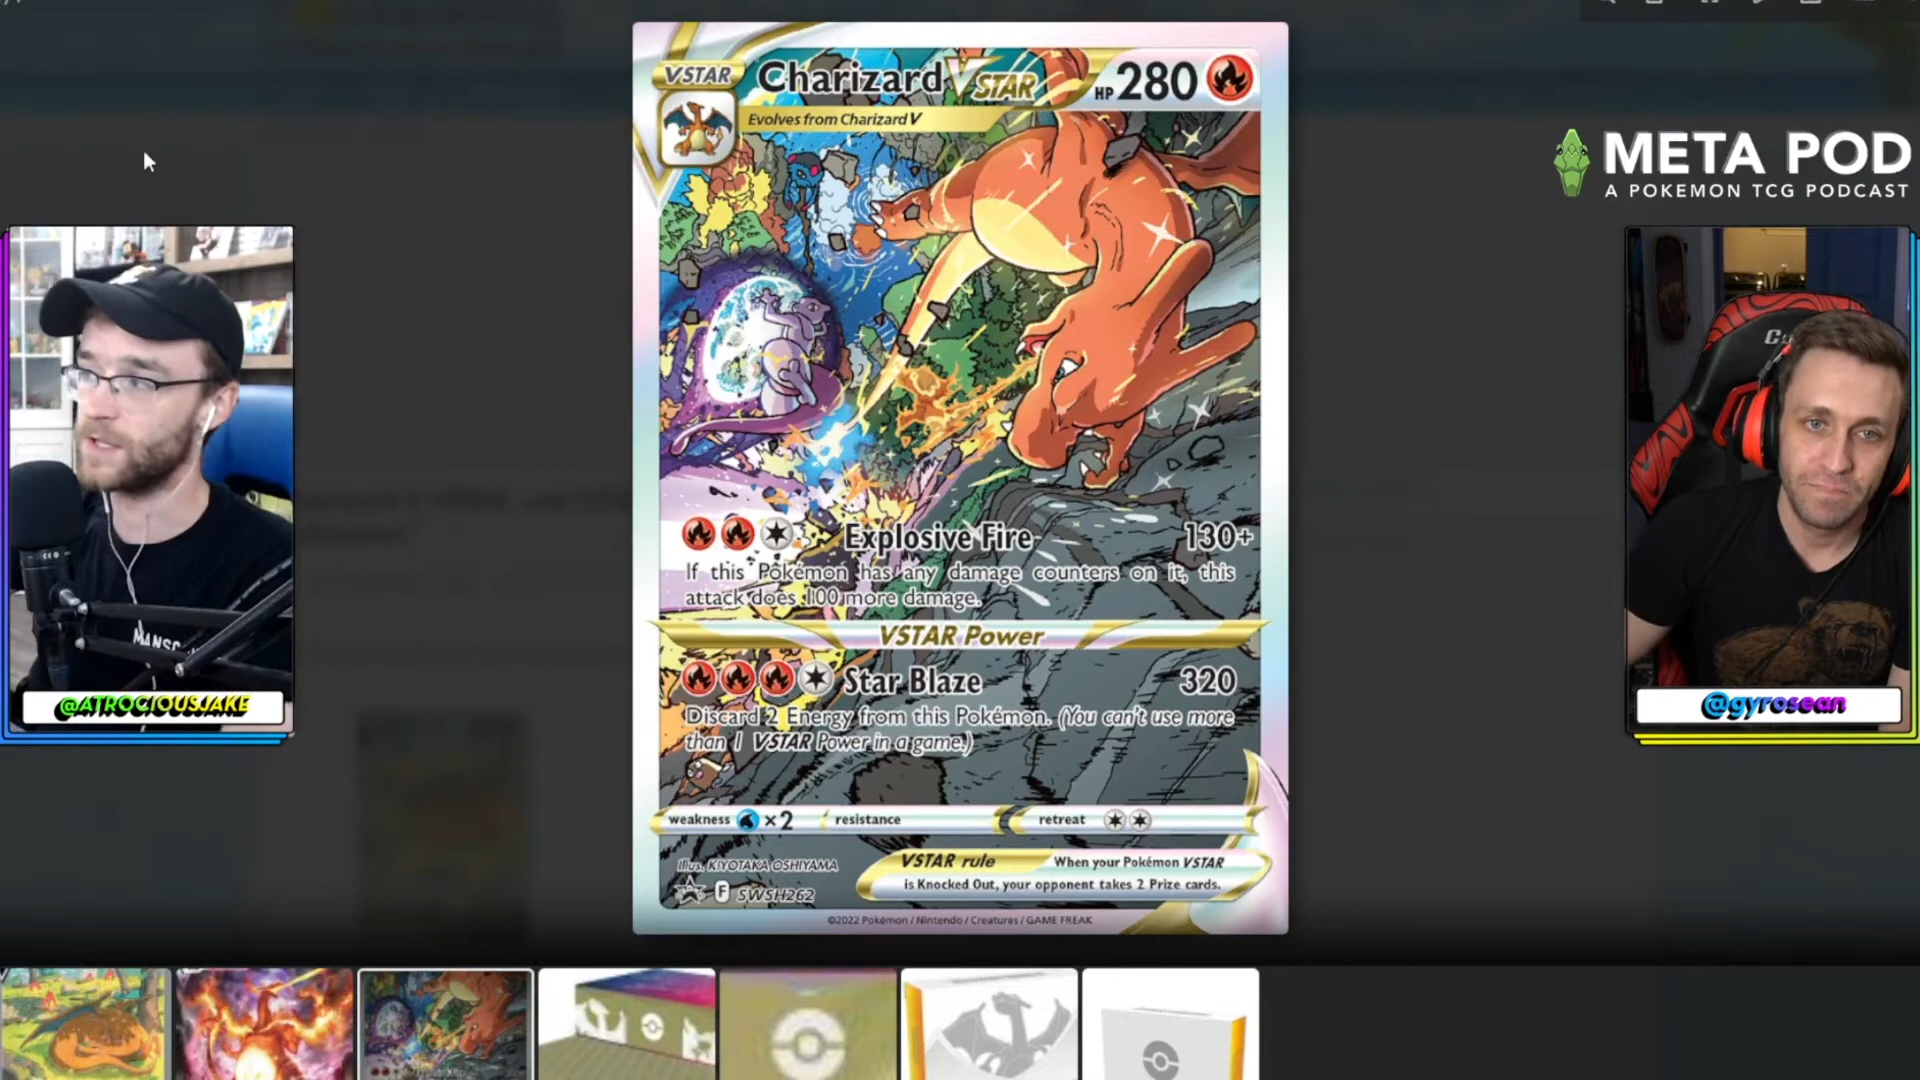 VSTAR
Charizard VSTAR
HP 280
Evolves from Charizard V
META POD
A POKEMON TCG PODCAST
Explosive Fire 130+
If this Pokémon has any damage counters on it, this
attack does 100 more damage.
VSTAR Power
Star Blaze 320
Discard 2 Energy from this Pokémon. (You can't use more
than 1 VSTAR Power in a game.)
@ATROCIOUSJAKE
@gyrosean
weakness ×2 resistance retreat
Illus. KIYOTAKA OSHIYAMA
F SWSH262
VSTAR rule When your Pokémon VSTAR
is Knocked Out, your opponent takes 2 Prize cards.
©2022 Pokémon / Nintendo / Creatures / GAME FREAK